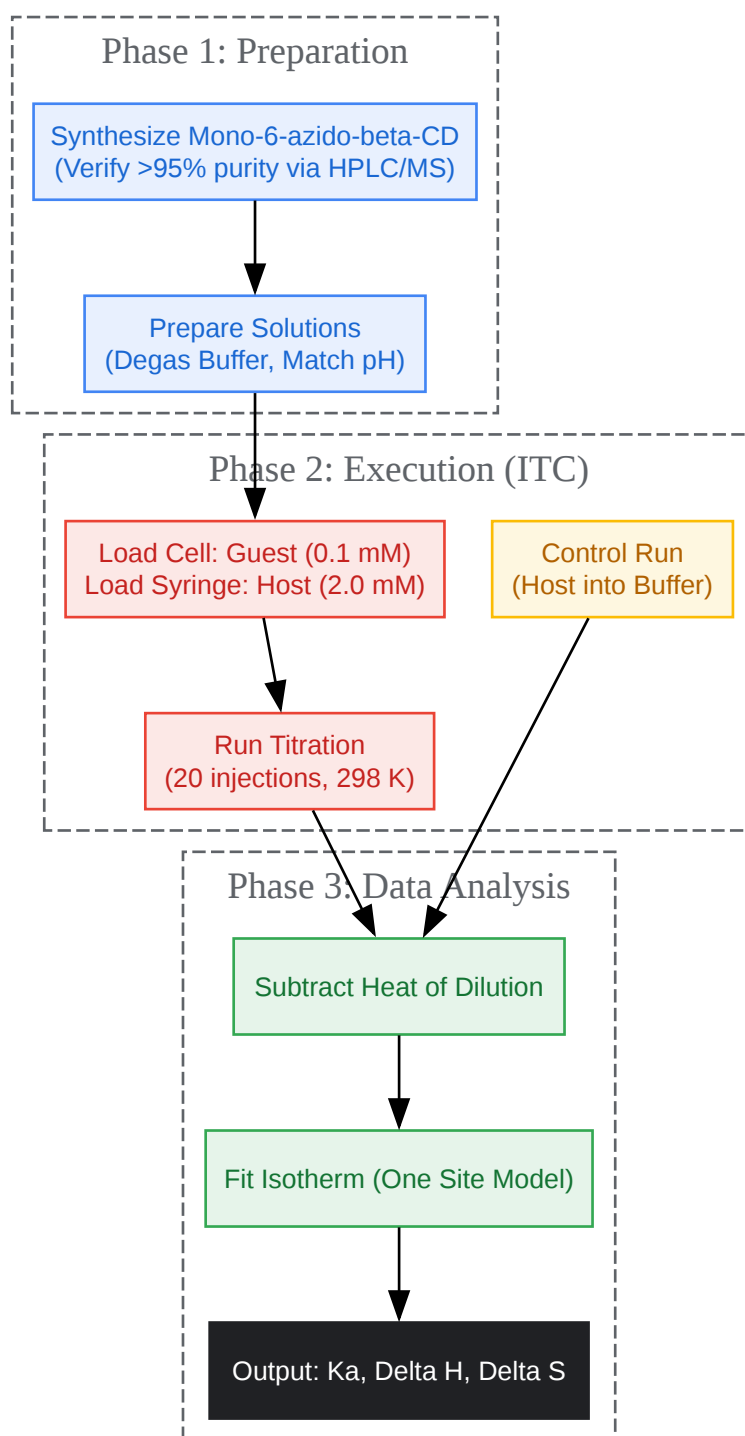 Phase 1: Preparation
Synthesize Mono-6-azido-beta-CD
(Verify >95% purity via HPLC/MS)
Prepare Solutions
(Degas Buffer, Match pH)
Phase 2: Execution (ITC)
Load Cell: Guest (0.1 mM)
Load Syringe: Host (2.0 mM)
Control Run
(Host into Buffer)
Run Titration
(20 injections, 298 K)
Phase 3: Data Analysis
Subtract Heat of Dilution
Fit Isotherm (One Site Model)
Output: Ka, Delta H, Delta S